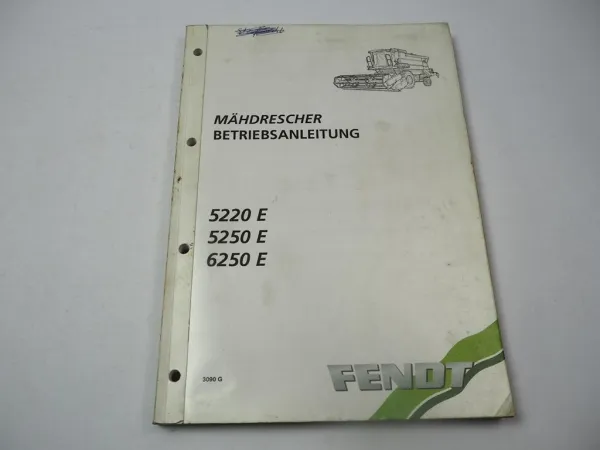 MÄHDRESCHER
BETRIEBSANLEITUNG
5220 E
5250 E
6250 E
3090 G
FENDT